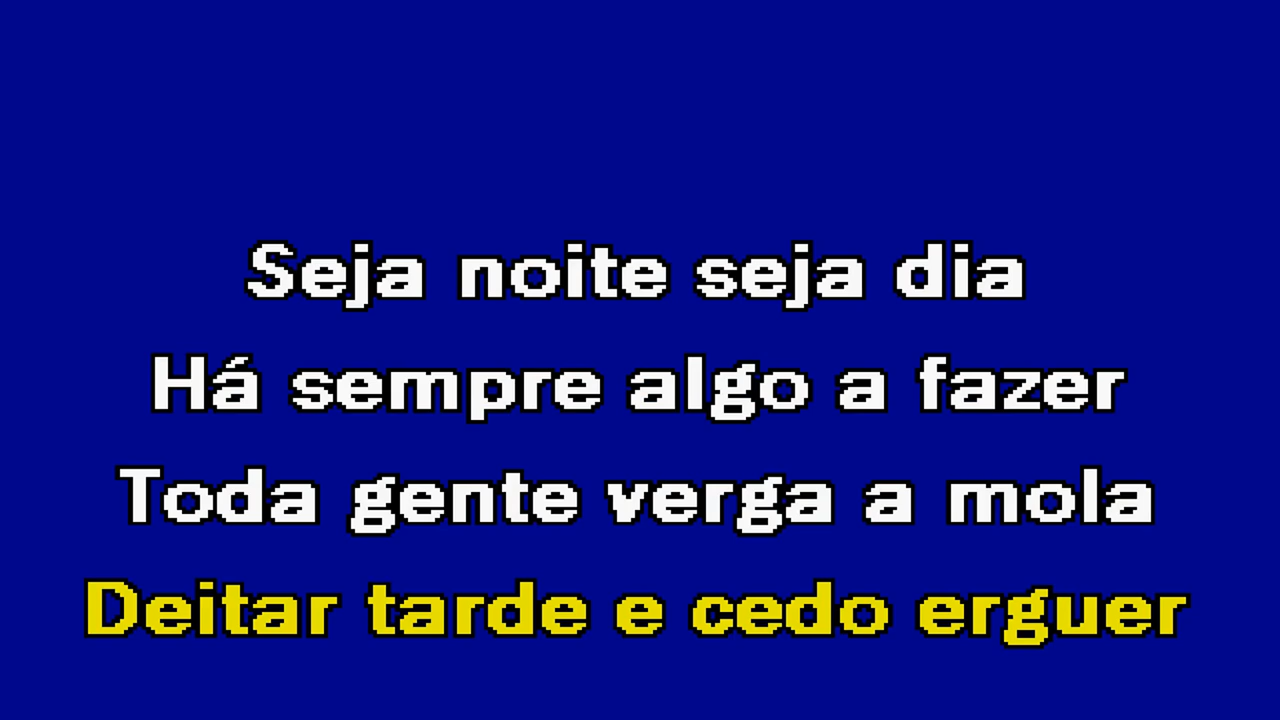 Seja noite seja dia
Há sempre algo a fazer
Toda gente verga a mola
Deitar tarde e cedo erguer